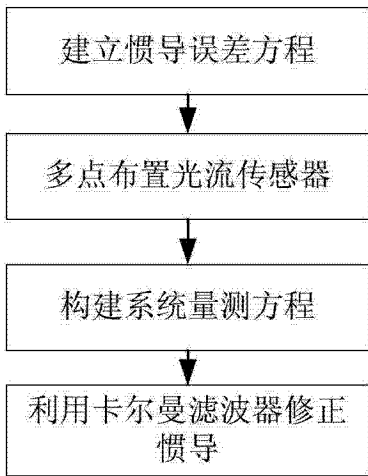 建立惯导误差方程
多点布置光流传感器
构建系统量测方程
利用卡尔曼滤波器修正
惯导